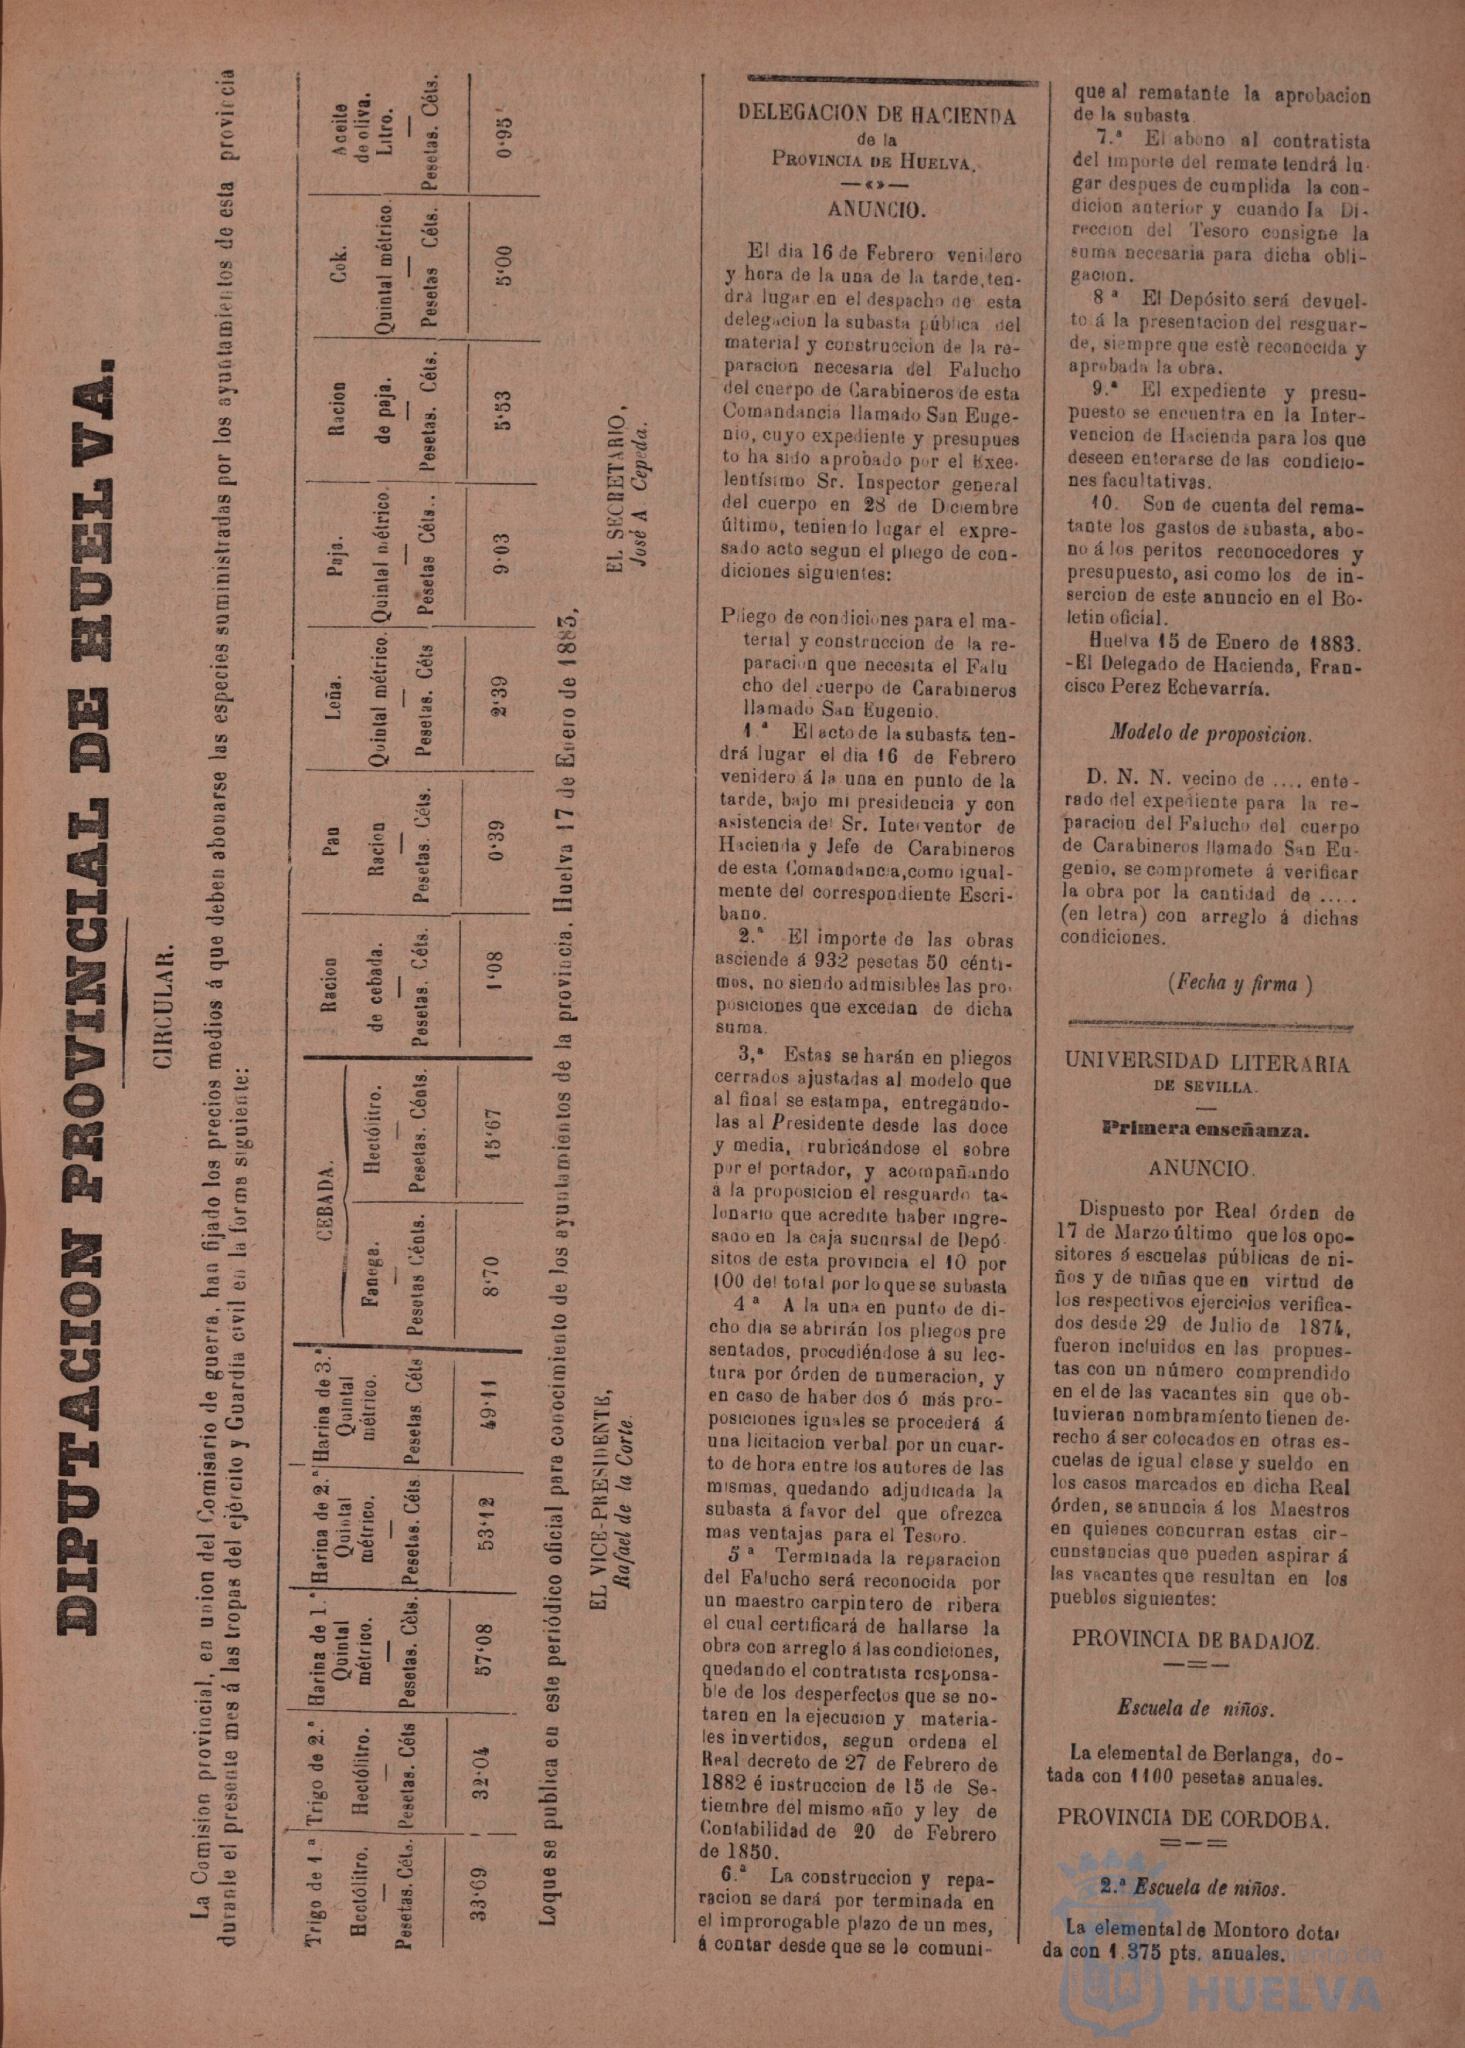 DIPUTACION PROVINCIAL DE HUELVA.
CIRCULAR.
La Comision provincial, en union del Comisario de guerra, han fijado los precios medios á que deben abonarse las especies suministradas por los ayuntamientos de esta provincia
durante el presente mes á las tropas del ejército y Guardia civil en la forma siguiente:
Trigo de 1.ª Hectólitro. Pesetas. Céts. 33‘69
Trigo de 2.ª Hectólitro. Pesetas. Céts 32‘04
Harina de 1.ª Quintal métrico. Pesetas. Céts. 57‘08
Harina de 2.ª Quintal métrico. Pesetas. Céts. 53‘12
Harina de 3.ª Quintal métrico. Pesetas. Céts 49‘11
CEBADA.
Fanega. Pesetas Cénts. 8‘70
Hectólitro. Pesetas. Cénts. 15‘67
Racion de cebada. Pesetas. Céts. 1‘08
Pan Racion Pesetas. Céts. 0‘39
Leña. Quintal métrico. Pesetas. Céts 2‘39
Paja. Quintal métrico. Pesetas Céts.. 9‘03
Racion de paja. Pesetas. Céts. 5‘53
Cok. Quintal métrico. Pesetas Céts. 5‘00
Aceite de oliva. Litro. Pesetas. Céts. 0‘95
Loque se publica en este periódico oficial para conocimiento de los ayuntamientos de la provincia. Huelva 17 de Enero de 1883,
EL VICE-PRESIDENTE,
Rafael de la Corte.
EL SECRETARIO,
José A Cepeda.
DELEGACION DE HACIENDA
de la
PROVINCIA DE HUELVA.
—«»—
ANUNCIO.
El dia 16 de Febrero venidero
y hora de la una de la tarde, ten-
drá lugar en el despacho de esta
delegacion la subasta pública del
material y construccion de la re-
paracion necesaria del Falucho
del cuerpo de Carabineros de esta
Comandancia llamado San Euge-
nio, cuyo expediente y presupues
to ha sido aprobado por el Exce-
lentísimo Sr. Inspector general
del cuerpo en 28 de Diciembre
último, teniendo lugar el expre-
sado acto segun el pliego de con-
diciones siguientes:
Pliego de condiciones para el ma-
terial y construccion de la re-
paracion que necesita el Falu
cho del cuerpo de Carabineros
llamado San Eugenio.
1.ª El acto de la subasta ten-
drá lugar el dia 16 de Febrero
venidero á la una en punto de la
tarde, bajo mi presidencia y con
asistencia del Sr. Interventor de
Hacienda y Jefe de Carabineros
de esta Comandancia, como igual-
mente del correspondiente Escri-
bano.
2.ª El importe de las obras
asciende á 932 pesetas 50 cénti-
mos, no siendo admisibles las pro-
posiciones que excedan de dicha
suma.
3,ª Estas se harán en pliegos
cerrados ajustadas al modelo que
al final se estampa, entregándo-
las al Presidente desde las doce
y media, rubricándose el sobre
por el portador, y acompañando
á la proposicion el resguardo ta-
lonario que acredite haber ingre-
sado en la caja sucursal de Depó-
sitos de esta provincia el 10 por
100 del total por lo que se subasta
4ª A la una en punto de di-
cho dia se abrirán los pliegos pre
sentados, procediéndose á su lec-
tura por órden de numeracion, y
en caso de haber dos ó más pro-
posiciones iguales se procederá á
una licitacion verbal por un cuar-
to de hora entre los autores de las
mismas, quedando adjudicada la
subasta á favor del que ofrezca
mas ventajas para el Tesoro.
5ª Terminada la reparacion
del Falucho será reconocida por
un maestro carpintero de ribera
el cual certificará de hallarse la
obra con arreglo á las condiciones,
quedando el contratista responsa-
ble de los desperfectos que se no-
taren en la ejecucion y materia-
les invertidos, segun ordena el
Real decreto de 27 de Febrero de
1882 é instruccion de 15 de Se-
tiembre del mismo año y ley de
Contabilidad de 20 de Febrero
de 1850.
6.ª La construccion y repa-
racion se dará por terminada en
el improrogable plazo de un mes,
á contar desde que se le comuni-
que al rematante la aprobacion
de la subasta.
7.ª El abono al contratista
del importe del remate tendrá lu-
gar despues de cumplida la con-
dicion anterior y cuando la Di-
reccion del Tesoro consigne la
suma necesaria para dicha obli-
gacion.
8ª El Depósito será devuel-
to á la presentacion del resguar-
de, siempre que estè reconocida y
aprobada la obra.
9.ª El expediente y presu-
puesto se encuentra en la Inter-
vencion de Hacienda para los que
deseen enterarse de las condicio-
nes facultativas.
10. Son de cuenta del rema-
tante los gastos de subasta, abo-
no á los peritos reconocedores y
presupuesto, asi como los de in-
sercion de este anuncio en el Bo-
letin oficial.
Huelva 15 de Enero de 1883.
-El Delegado de Hacienda, Fran-
cisco Perez Echevarría.
Modelo de proposicion.
D. N. N. vecino de .... ente-
rado del expediente para la re-
paracion del Falucho del cuerpo
de Carabineros llamado San Eu-
genio, se compromete á verificar
la obra por la cantidad de .....
(en letra) con arreglo á dichas
condiciones.
(Fecha y firma )
UNIVERSIDAD LITERARIA
DE SEVILLA.
Primera enseñanza.
ANUNCIO.
Dispuesto por Real órden de
17 de Marzo último que los opo-
sitores á escuelas públicas de ni-
ños y de niñas que en virtud de
los respectivos ejercicios verifica-
dos desde 29 de Julio de 1874,
fueron incluidos en las propues-
tas con un número comprendido
en el de las vacantes sin que ob-
tuvieran nombramíento tienen de-
recho á ser colocados en otras es-
cuelas de igual clase y sueldo en
los casos marcados en dicha Real
órden, se anuncia á los Maestros
en quienes concurran estas cir-
cunstancias que pueden aspirar á
las vacantes que resultan en los
pueblos siguientes:
PROVINCIA DE BADAJOZ.
Escuela de niños.
La elemental de Berlanga, do-
tada con 1100 pesetas anuales.
PROVINCIA DE CORDOBA.
2.ª Escuela de niños.
La elemental de Montoro dota-
da con 1.375 pts. anuales.
Ayuntamiento de
HUELVA